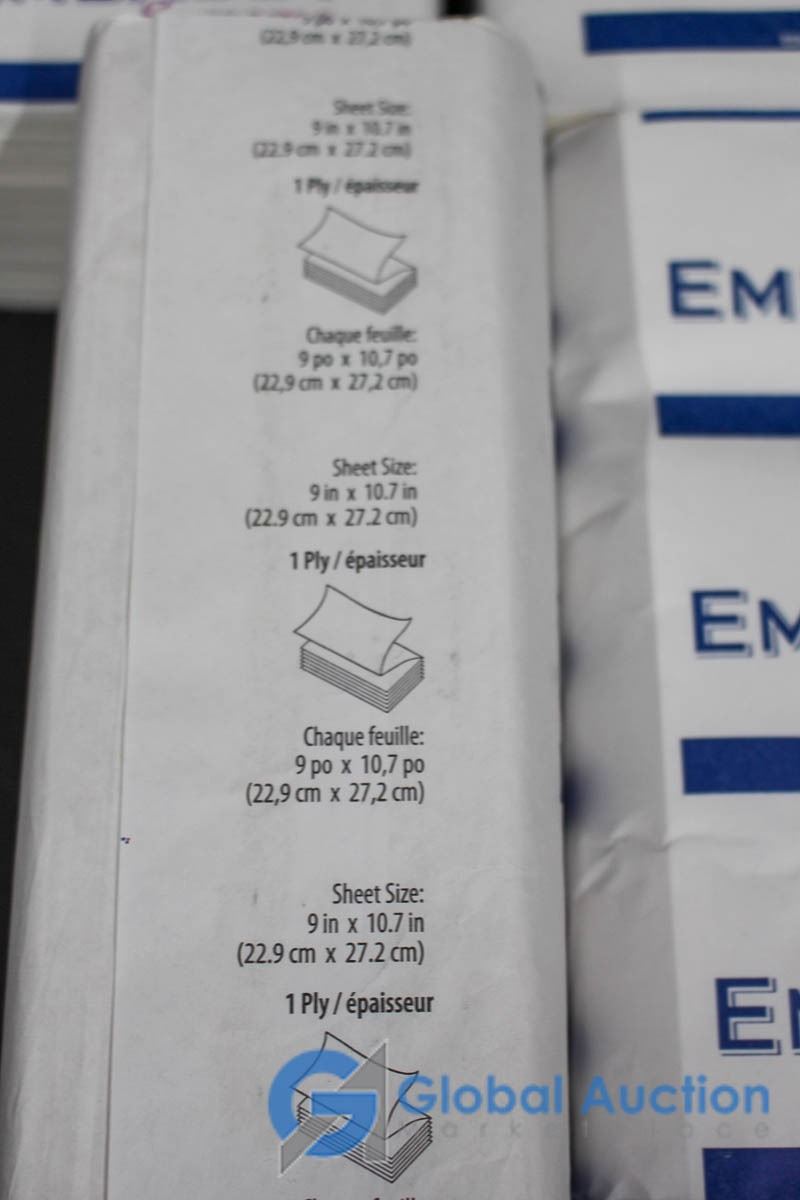 (22,9 cm x 27,2 cm)
Sheet Size:
9 in x 10.7 in
(22.9 cm x 27.2 cm)
1 Ply / épaisseur
Chaque feuille:
9 po x 10,7 po
(22,9 cm x 27,2 cm)
Sheet Size:
9 in x 10.7 in
(22.9 cm x 27.2 cm)
1 Ply / épaisseur
Chaque feuille:
9 po x 10,7 po
(22,9 cm x 27,2 cm)
Sheet Size:
9 in x 10.7 in
(22.9 cm x 27.2 cm)
1 Ply / épaisseur
EM
EM
EM
Global Auction